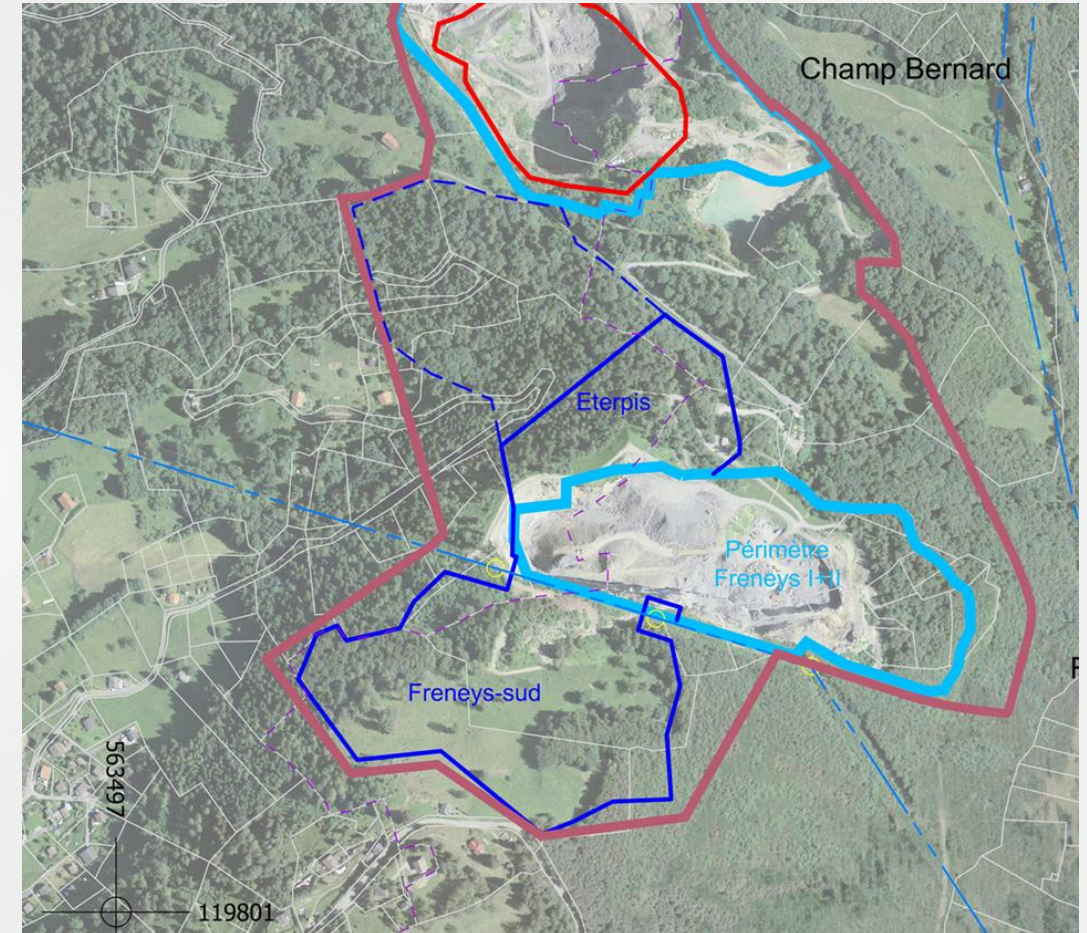 Champ Bernard
Eterpis
Périmètre
Freneys I+II
Freneys-sud
563497
119801